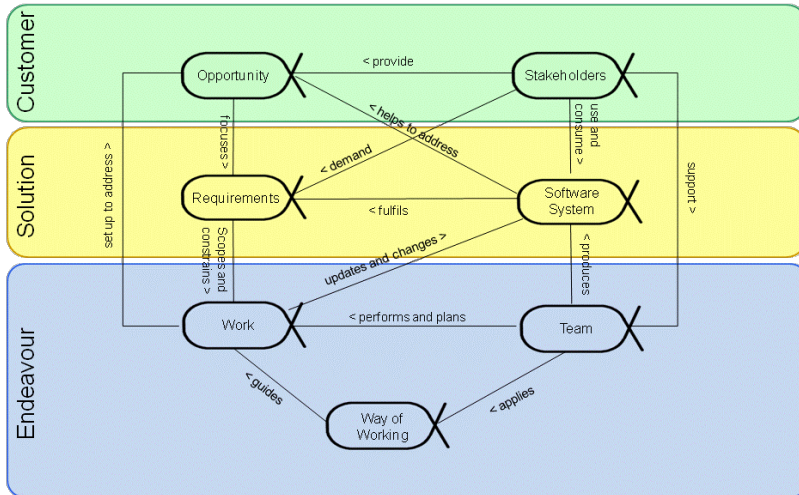 Customer
Opportunity
< provide
Stakeholders
focuses >
< helps to address
use and
consume >
< demand
set up to address <
support >
Solution
Requirements
< fulfils
Software
System
Scopes and
constrains >
updates and changes >
< produces
Endeavour
Work
< performs and plans
Team
< guides
< applies
Way of
Working